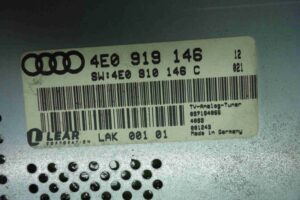 4E0 919 146
12
SW:4E0 910 146 C
021
TV-Analog-Tuner
LEAR
LAK 001 01
Made in Germany